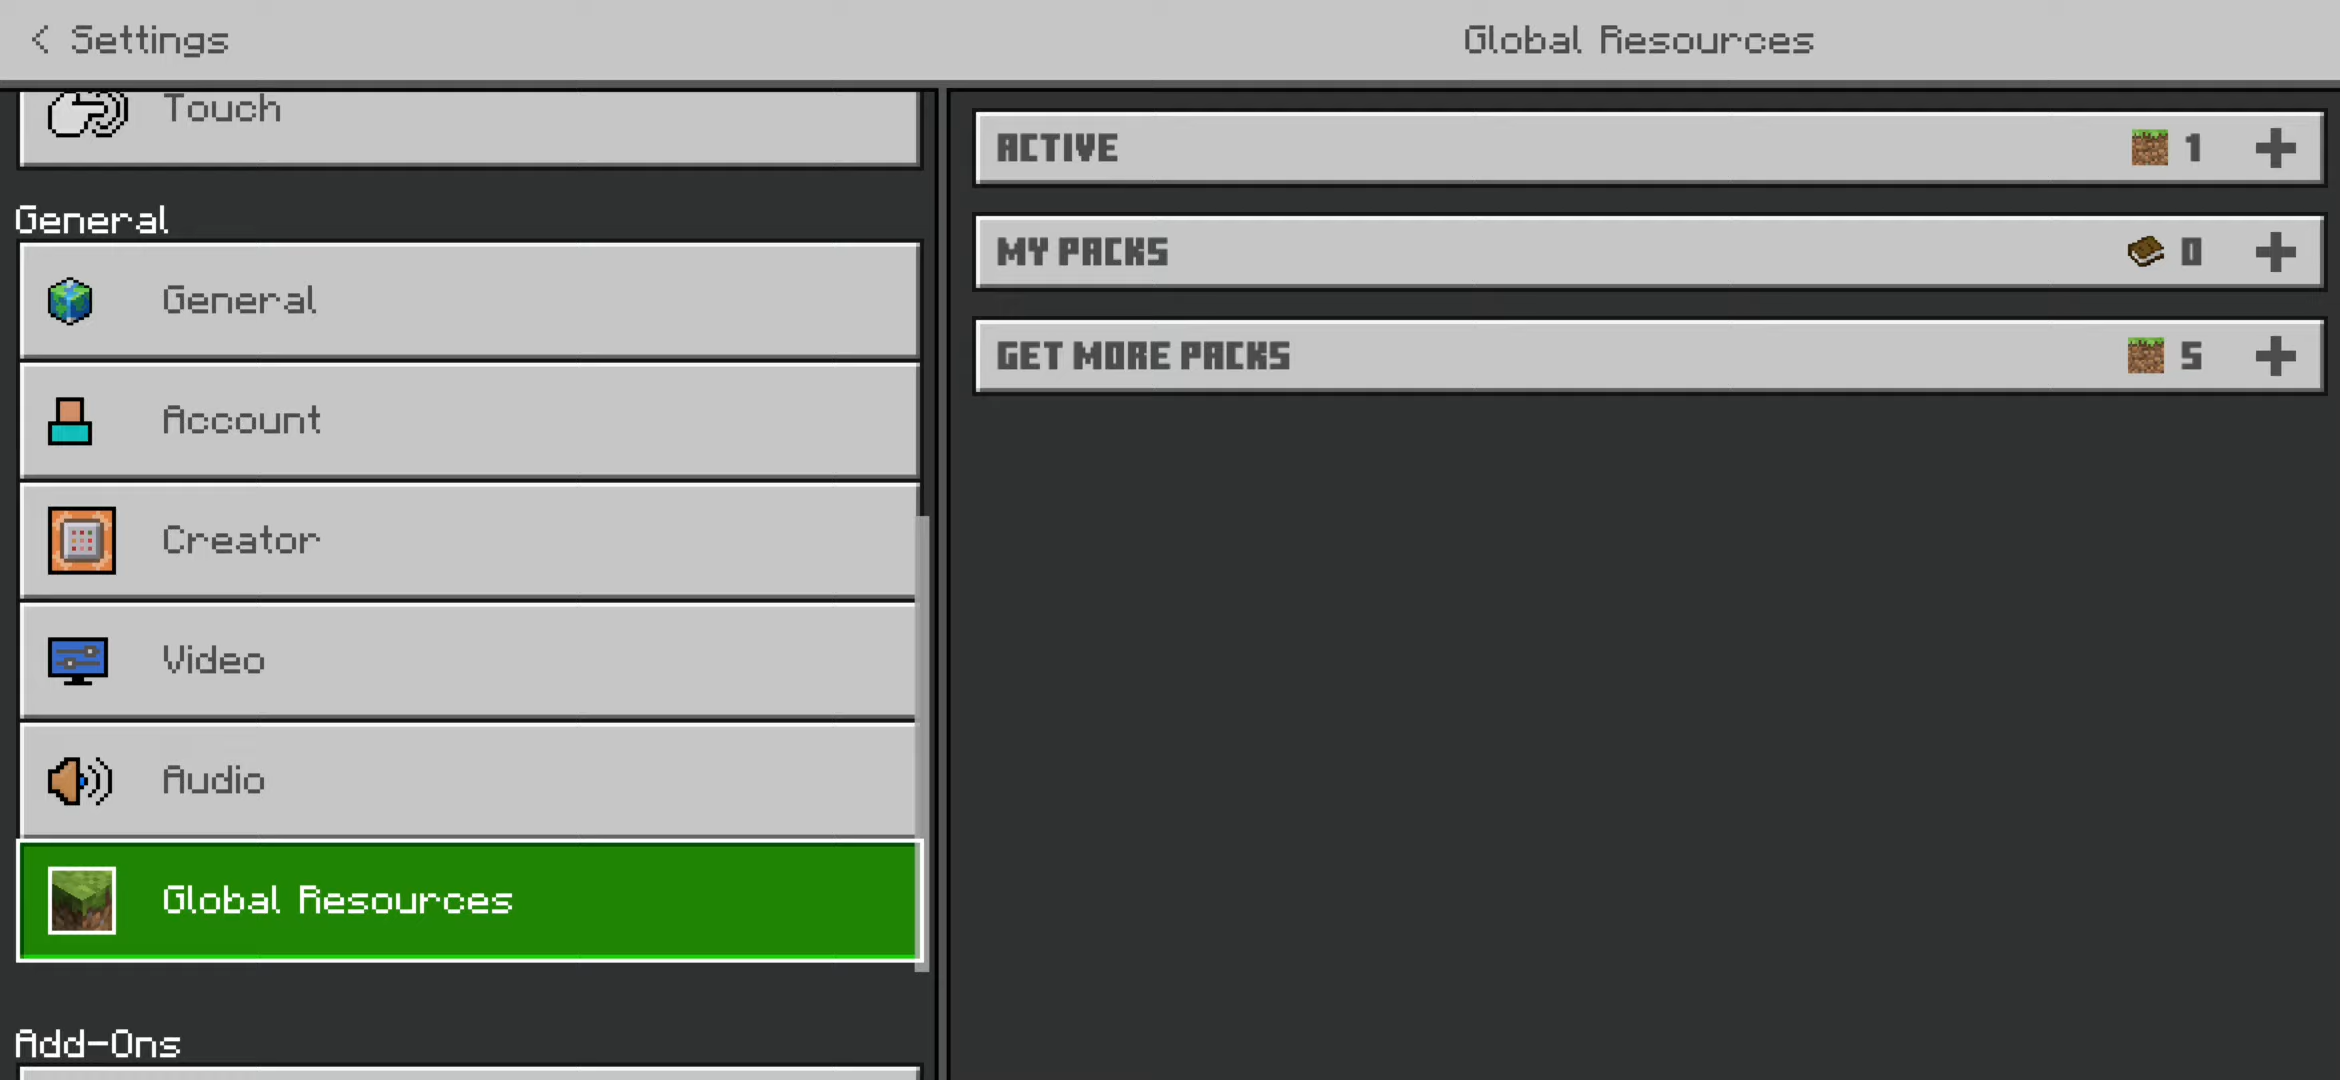 < Settings
Global Resources
Touch
General
General
Account
Creator
Video
Audio
Global Resources
Add-Ons
ACTIVE 1 +
MY PACKS 0 +
GET MORE PACKS 5 +